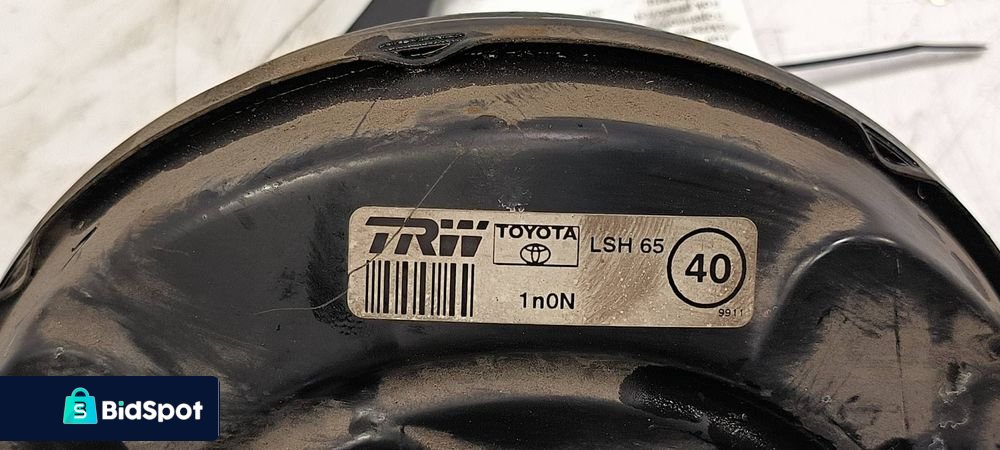 TRW
TOYOTA
LSH 65
40
1n0N
9911
BidSpot